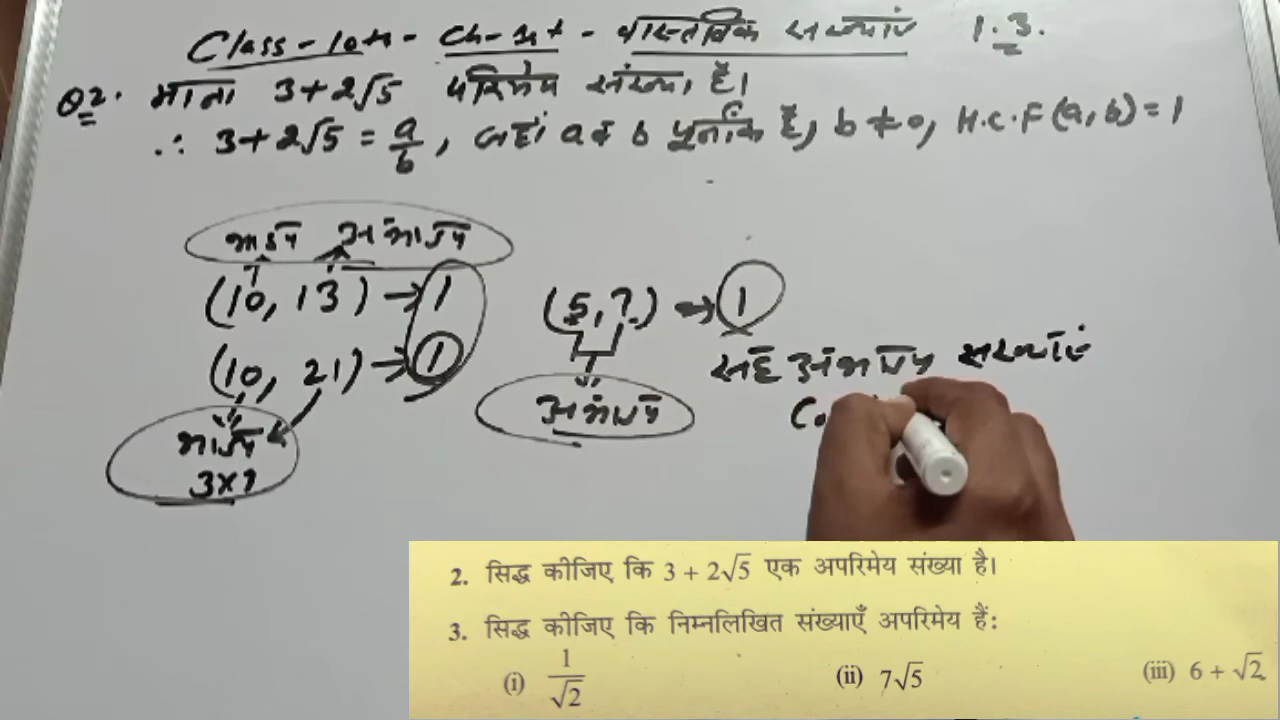 Class-10th- Ch-1st - वास्तविक संख्याएं 1.3.
Q2. माना 3+2√5 परिमेय संख्या है।
∴ 3+2√5 = a/b, जहां a व b पूर्णांक हैं, b≠0, H.C.F(a, b)=1
भाज्य अभाज्य
(10, 13) → 1
(5, 7) → 1
(10, 21) → 1
सह अभाज्य संख्याएं
अभाज्य
Co
भाज्य
3×7
2. सिद्ध कीजिए कि 3 + 2√5 एक अपरिमेय संख्या है।
3. सिद्ध कीजिए कि निम्नलिखित संख्याएँ अपरिमेय हैं:
(i) 1/√2 (ii) 7√5 (iii) 6 + √2